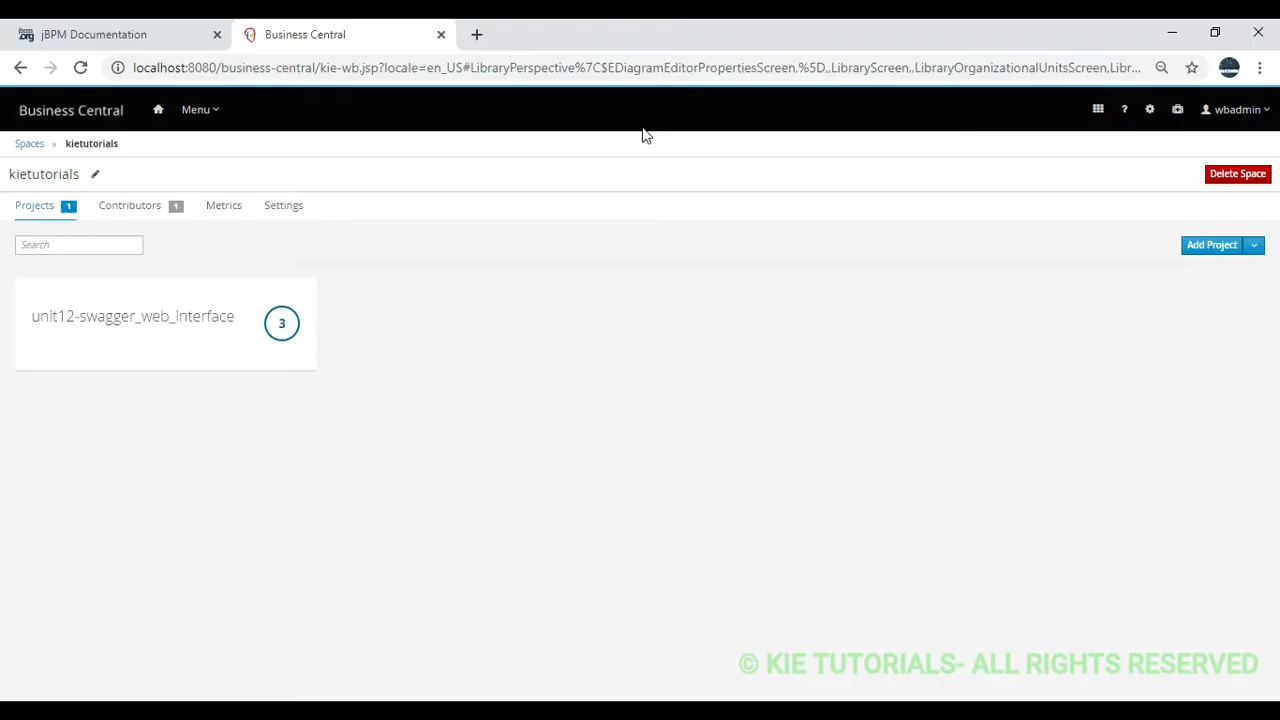 jBPM Documentation
Business Central
localhost:8080/business-central/kie-wb.jsp?locale=en_US#LibraryPerspective%7C$EDiagramEditorPropertiesScreen,%5D,,LibraryScreen,,LibraryOrganizationalUnitsScreen,Libr...
Business Central Menu wbadmin
Spaces » kietutorials
kietutorials Delete Space
Projects 1 Contributors 1 Metrics Settings
Search Add Project
unit12-swagger_web_interface 3
© KIE TUTORIALS- ALL RIGHTS RESERVED